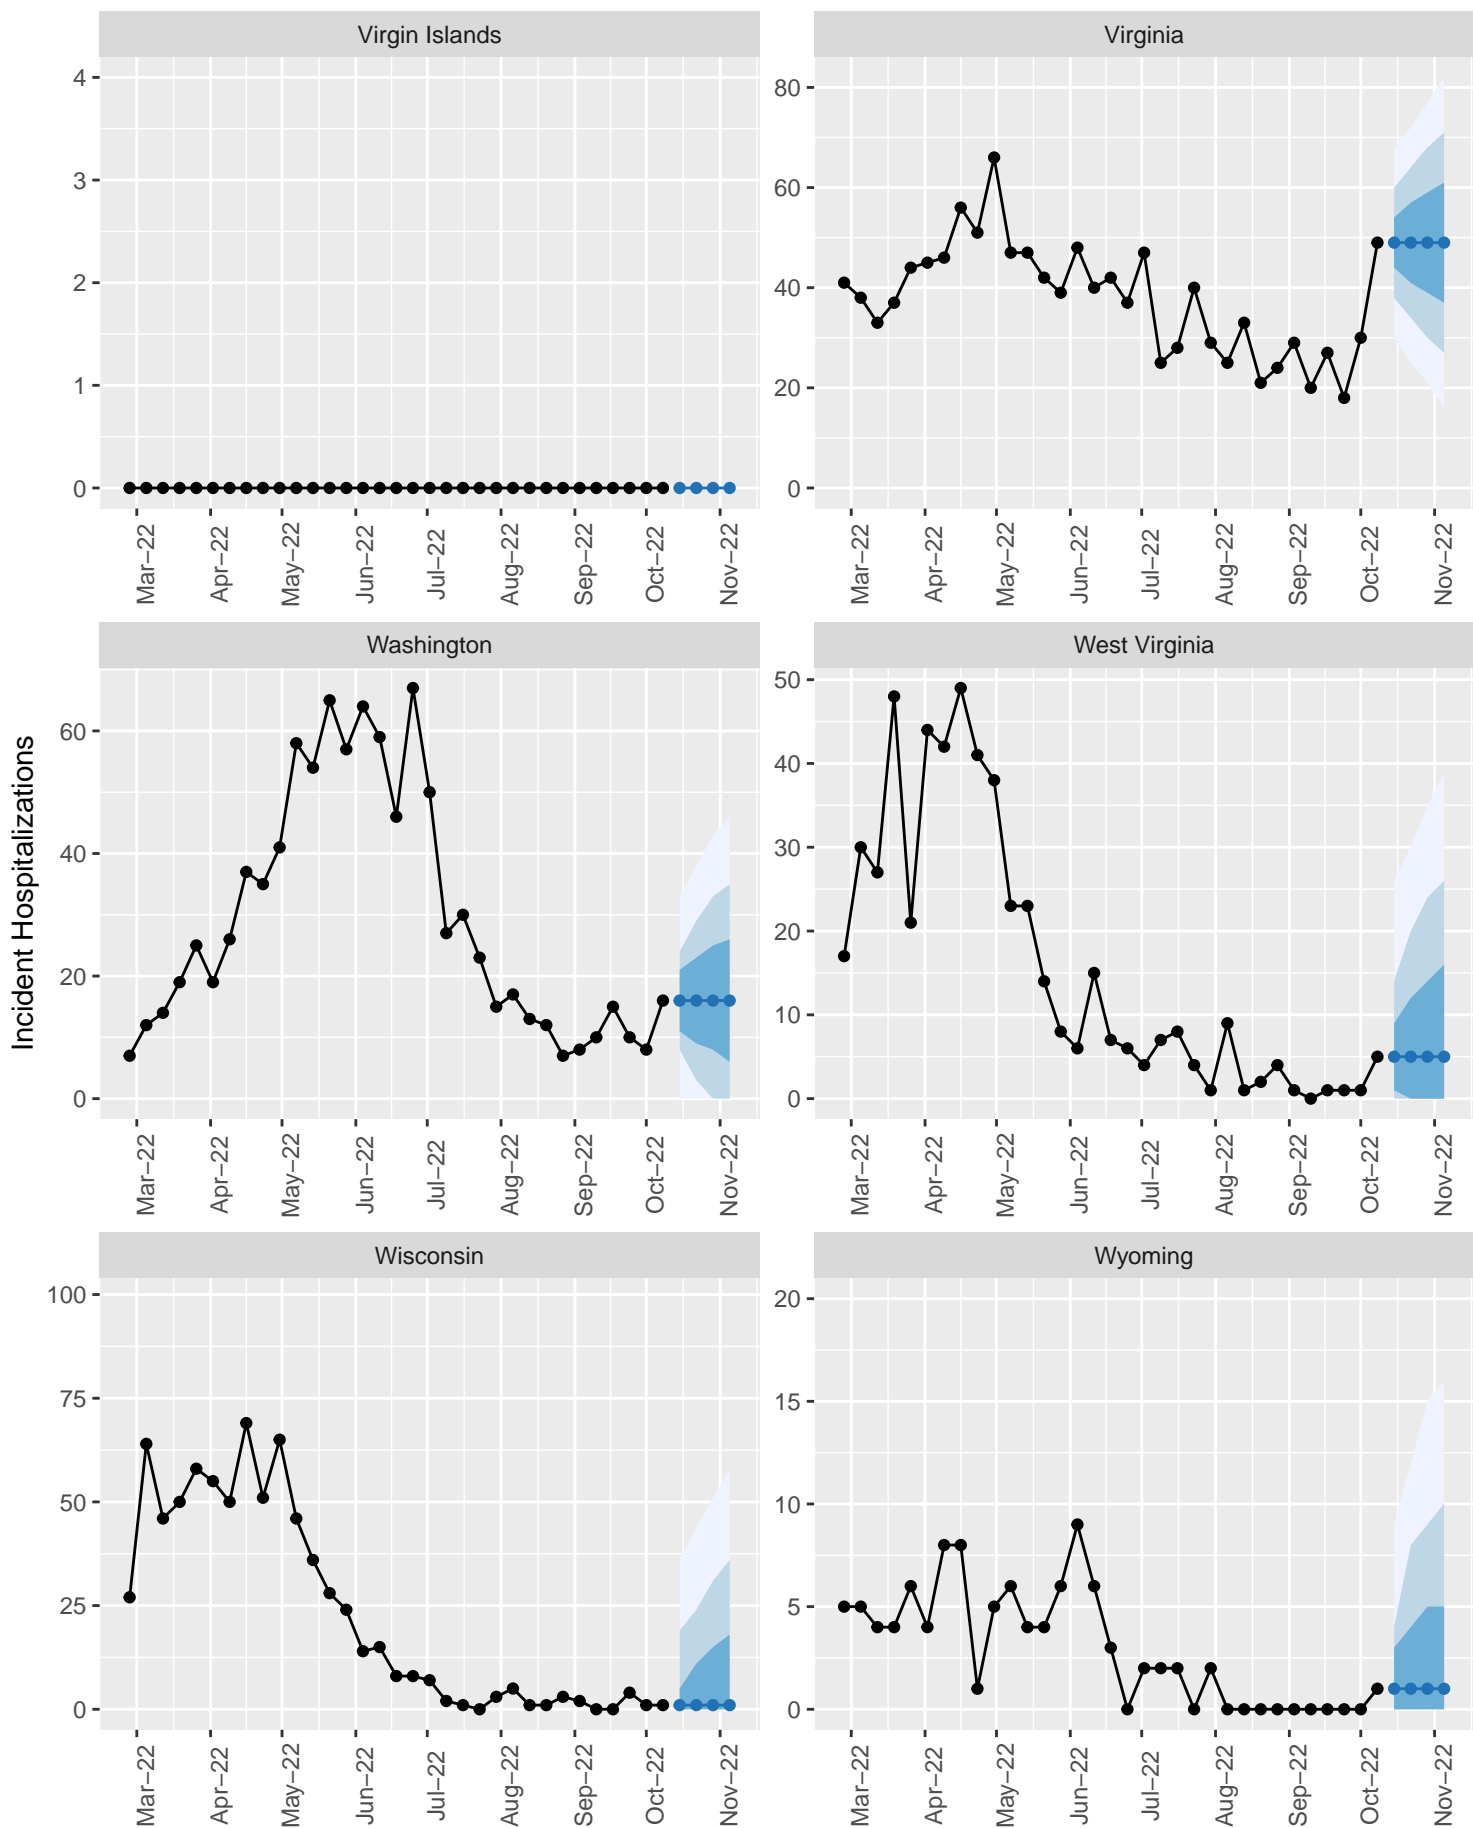 Virgin Islands
4
3
2
1
0
Mar−22
Apr−22
May−22
Jun−22
Jul−22
Aug−22
Sep−22
Oct−22
Nov−22
Virginia
80
60
40
20
0
Mar−22
Apr−22
May−22
Jun−22
Jul−22
Aug−22
Sep−22
Oct−22
Nov−22
Incident Hospitalizations
Washington
60
40
20
0
Mar−22
Apr−22
May−22
Jun−22
Jul−22
Aug−22
Sep−22
Oct−22
Nov−22
West Virginia
50
40
30
20
10
0
Mar−22
Apr−22
May−22
Jun−22
Jul−22
Aug−22
Sep−22
Oct−22
Nov−22
Wisconsin
100
75
50
25
0
Mar−22
Apr−22
May−22
Jun−22
Jul−22
Aug−22
Sep−22
Oct−22
Nov−22
Wyoming
20
15
10
5
0
Mar−22
Apr−22
May−22
Jun−22
Jul−22
Aug−22
Sep−22
Oct−22
Nov−22